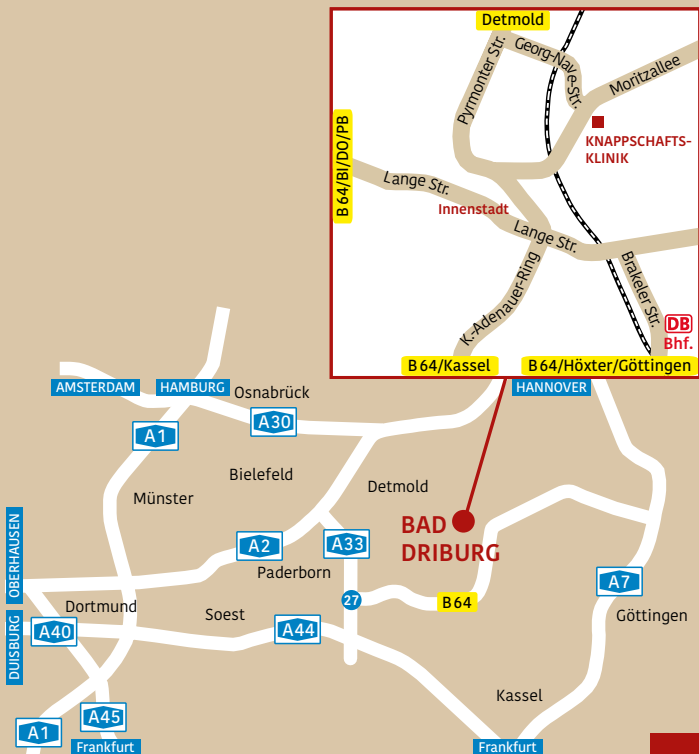 Detmold
Georg-Nave-Str.
Pyrmonter Str.
Moritzallee
KNAPPSCHAFTS-
KLINIK
B 64/BI/DO/PB
Lange Str.
Innenstadt
Lange Str.
K.-Adenauer-Ring
Brakeler Str.
DB
Bhf.
B 64/Kassel
B 64/Höxter/Göttingen
AMSTERDAM
HAMBURG
Osnabrück
HANNOVER
A1
A30
Bielefeld
Detmold
Münster
BAD
DRIBURG
OBERHAUSEN
A2
A33
Paderborn
A7
27
B 64
Dortmund
Soest
Göttingen
DUISBURG
A40
A44
Kassel
A1
A45
Frankfurt
Frankfurt